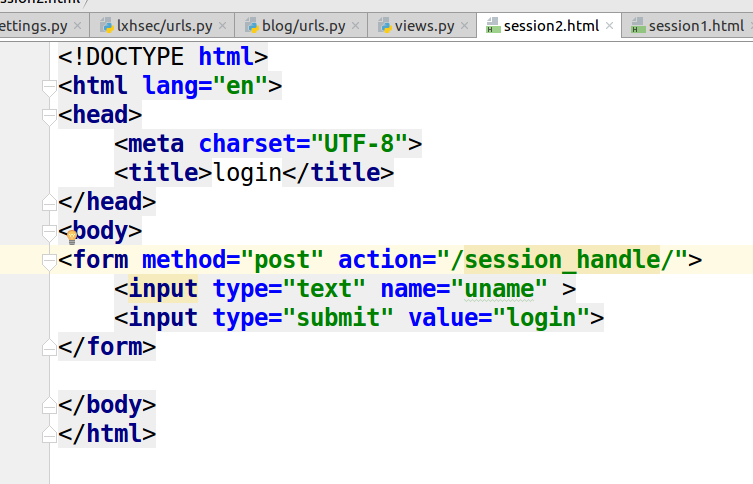 ession2.html
ettings.py × lxhsec/urls.py × blog/urls.py × views.py × session2.html × session1.html
<!DOCTYPE html>
<html lang="en">
<head>
    <meta charset="UTF-8">
    <title>login</title>
</head>
<body>
<form method="post" action="/session_handle/">
    <input type="text" name="uname" >
    <input type="submit" value="login">
</form>
</body>
</html>